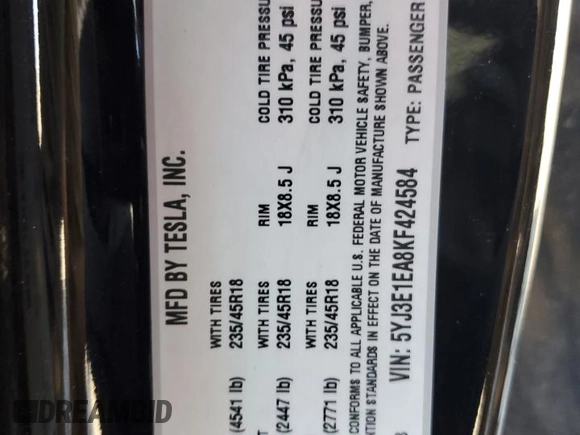 MFD BY TESLA, INC.
WITH TIRES
(4541 lb) 235/45R18
WITH TIRES RIM COLD TIRE PRESSU
(2447 lb) 235/45R18 18X8.5 J 310 kPa, 45 psi
WITH TIRES RIM COLD TIRE PRESSU
(2771 lb) 235/45R18 18X8.5 J 310 kPa, 45 psi
CONFORMS TO ALL APPLICABLE U.S. FEDERAL MOTOR VEHICLE SAFETY, BUMPER,
NTION STANDARDS IN EFFECT ON THE DATE OF MANUFACTURE SHOWN ABOVE.
VIN: 5YJ3E1EA8KF424584 TYPE: PASSENGER
DREAMBID